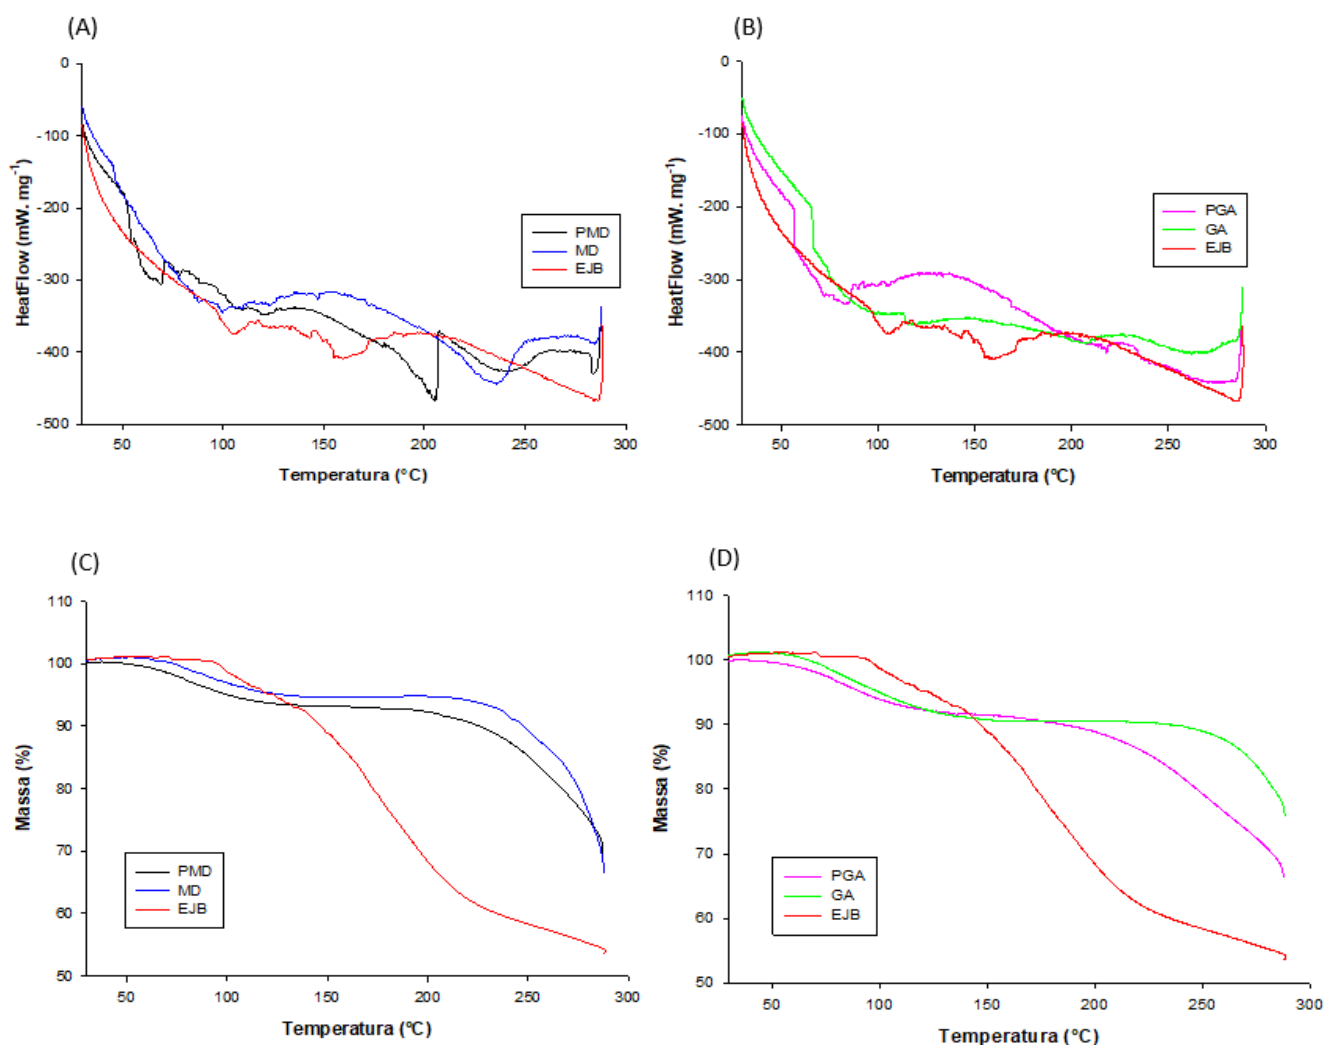 (A)
0
-100
-200
-300
-400
-500
HeatFlow (mW. mg⁻¹)
PMD
MD
EJB
50
100
150
200
250
300
Temperatura (°C)
(B)
0
-100
-200
-300
-400
-500
HeatFlow (mW. mg⁻¹)
PGA
GA
EJB
50
100
150
200
250
300
Temperatura (°C)
(C)
110
100
90
80
70
60
50
Massa (%)
PMD
MD
EJB
50
100
150
200
250
300
Temperatura (°C)
(D)
110
100
90
80
70
60
50
Massa (%)
PGA
GA
EJB
50
100
150
200
250
300
Temperatura (°C)